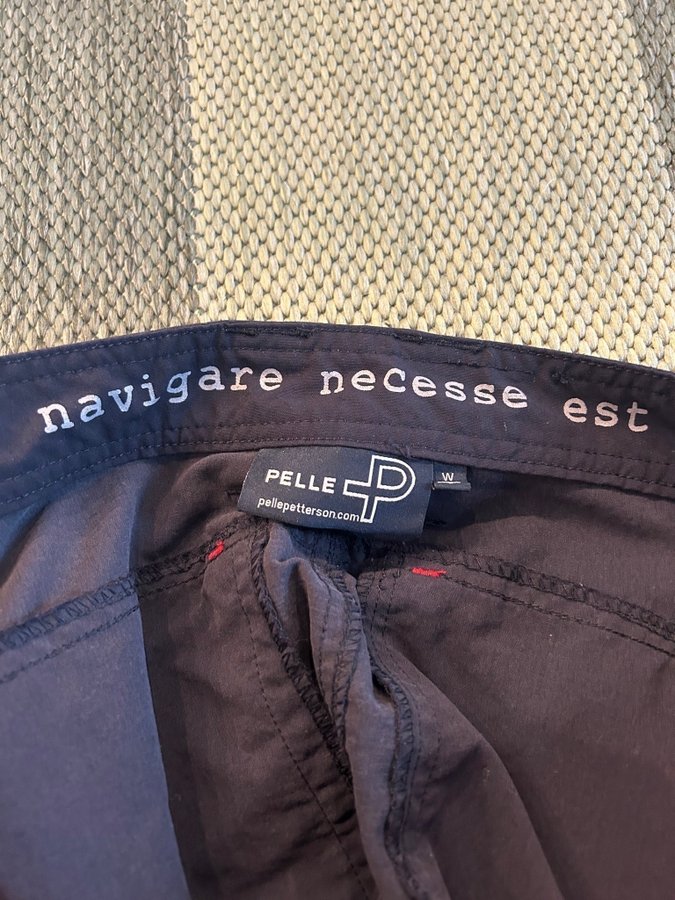 navigare necesse est
PELLE P
pellepetterson.com
W